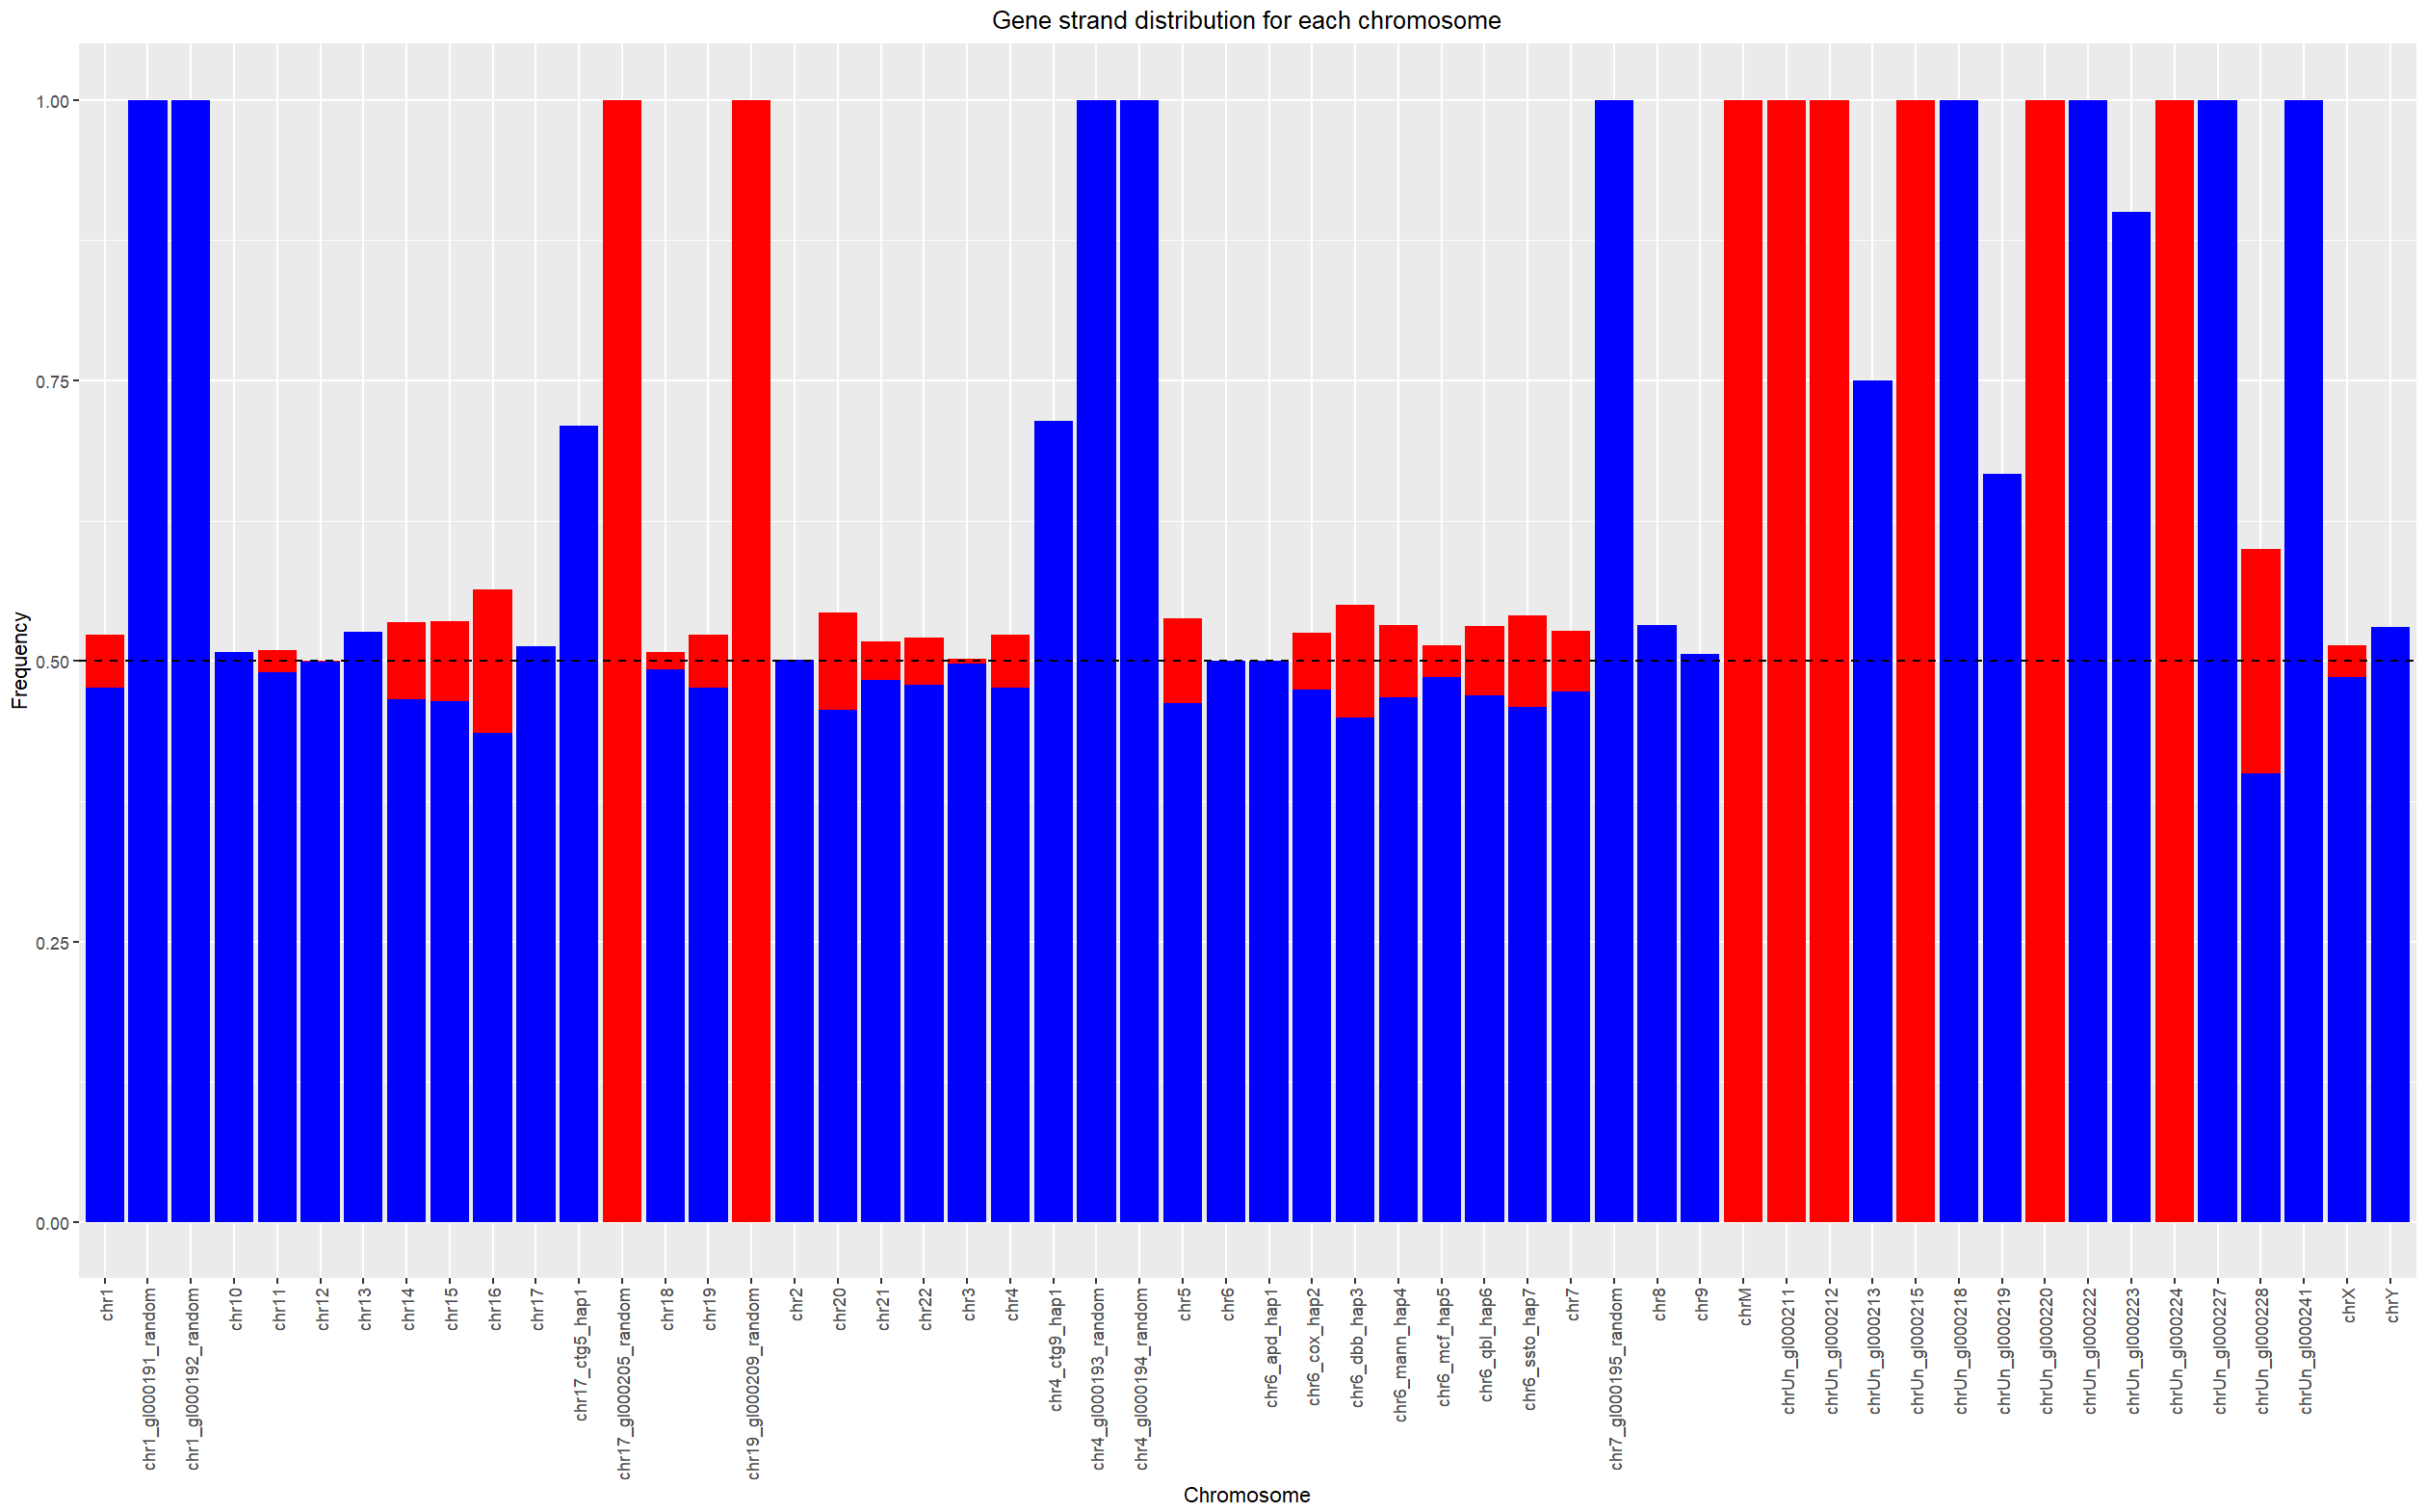 Gene strand distribution for each chromosome
1.00
0.75
0.50
0.25
0.00
Frequency
chr1
chr1_gl000191_random
chr1_gl000192_random
chr10
chr11
chr12
chr13
chr14
chr15
chr16
chr17
chr17_ctg5_hap1
chr17_gl000205_random
chr18
chr19
chr19_gl000209_random
chr2
chr20
chr21
chr22
chr3
chr4
chr4_ctg9_hap1
chr4_gl000193_random
chr4_gl000194_random
chr5
chr6
chr6_apd_hap1
chr6_cox_hap2
chr6_dbb_hap3
chr6_mann_hap4
chr6_mcf_hap5
chr6_qbl_hap6
chr6_ssto_hap7
chr7
chr7_gl000195_random
chr8
chr9
chrM
chrUn_gl000211
chrUn_gl000212
chrUn_gl000213
chrUn_gl000215
chrUn_gl000218
chrUn_gl000219
chrUn_gl000220
chrUn_gl000222
chrUn_gl000223
chrUn_gl000224
chrUn_gl000227
chrUn_gl000228
chrUn_gl000241
chrX
chrY
Chromosome